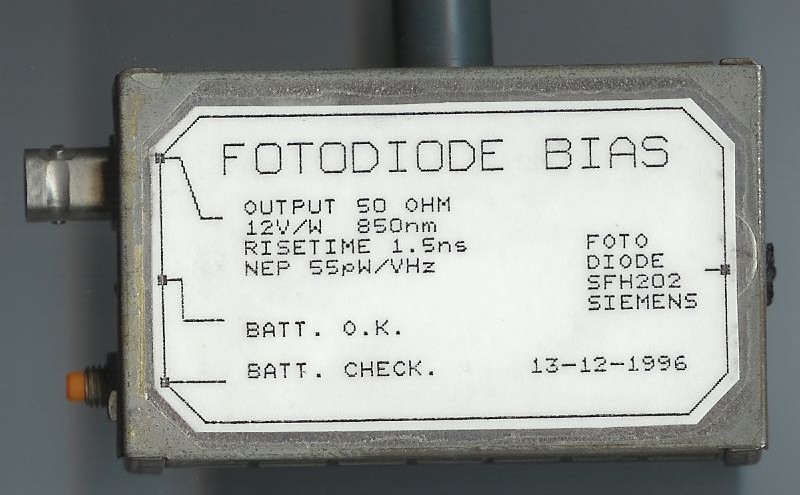 FOTODIODE BIAS
OUTPUT 50 OHM
12V/W 850nm
RISETIME 1.5ns
NEP 55pW/VHz
FOTO
DIODE
SFH202
SIEMENS
BATT. O.K.
BATT. CHECK.
13-12-1996